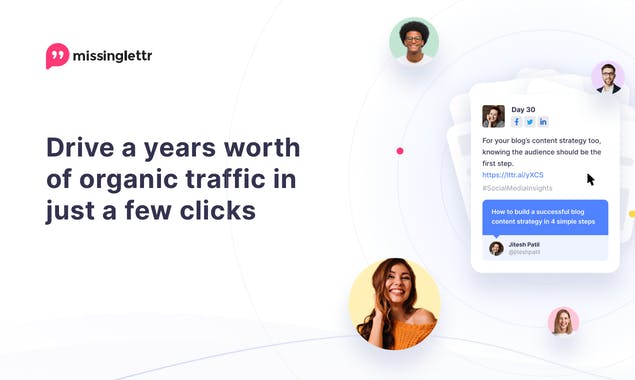 missinglettr
Drive a years worth
of organic traffic in
just a few clicks
Day 30
For your blog's content strategy too,
knowing the audience should be the
first step.
https://lttr.ai/yXCS
#SocialMediaInsights
How to build a successful blog
content strategy in 4 simple steps
Jitesh Patil
@jiteshpatil